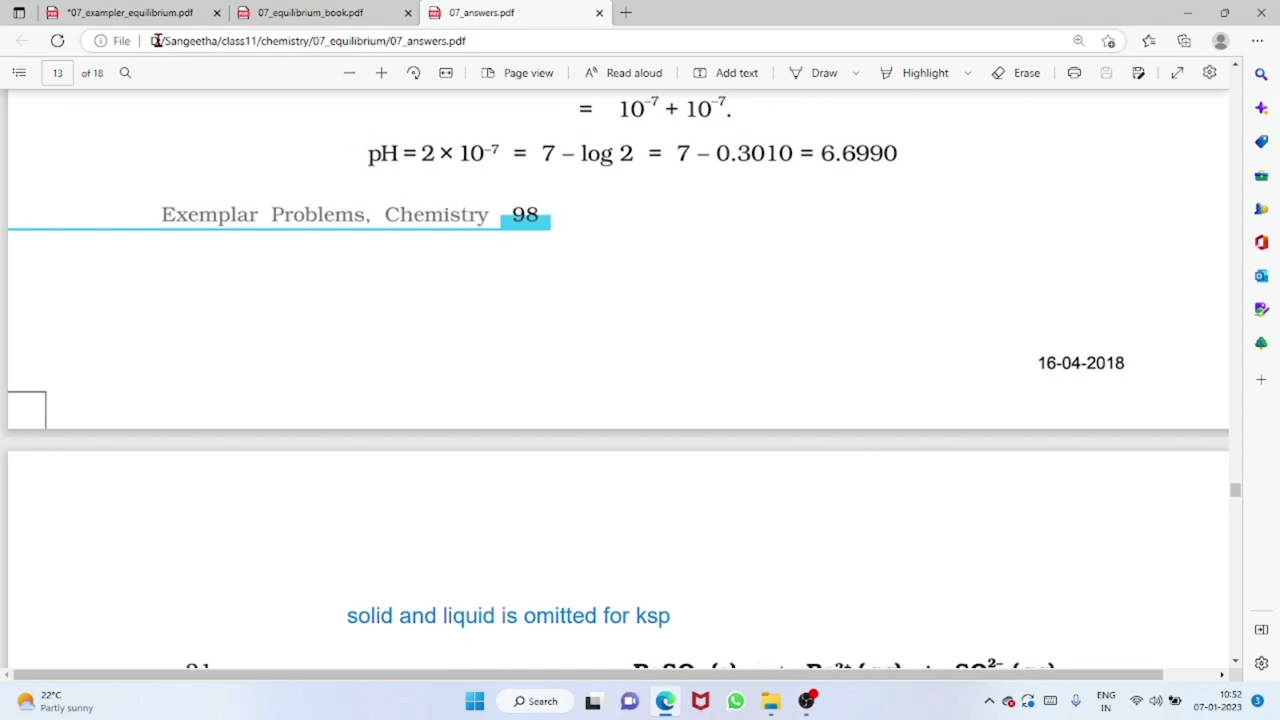 *07_exampler_equilibrium.pdf
07_equilibrium_book.pdf
07_answers.pdf
File
D:/Sangeetha/class11/chemistry/07_equilibrium/07_answers.pdf
13 of 18
Page view
Read aloud
Add text
Draw
Highlight
Erase
= 10⁻⁷ + 10⁻⁷.
pH = 2 × 10⁻⁷ = 7 – log 2 = 7 – 0.3010 = 6.6990
Exemplar Problems, Chemistry 98
16-04-2018
solid and liquid is omitted for ksp
22°C
Partly sunny
Search
ENG
IN
10:52
07-01-2023
3